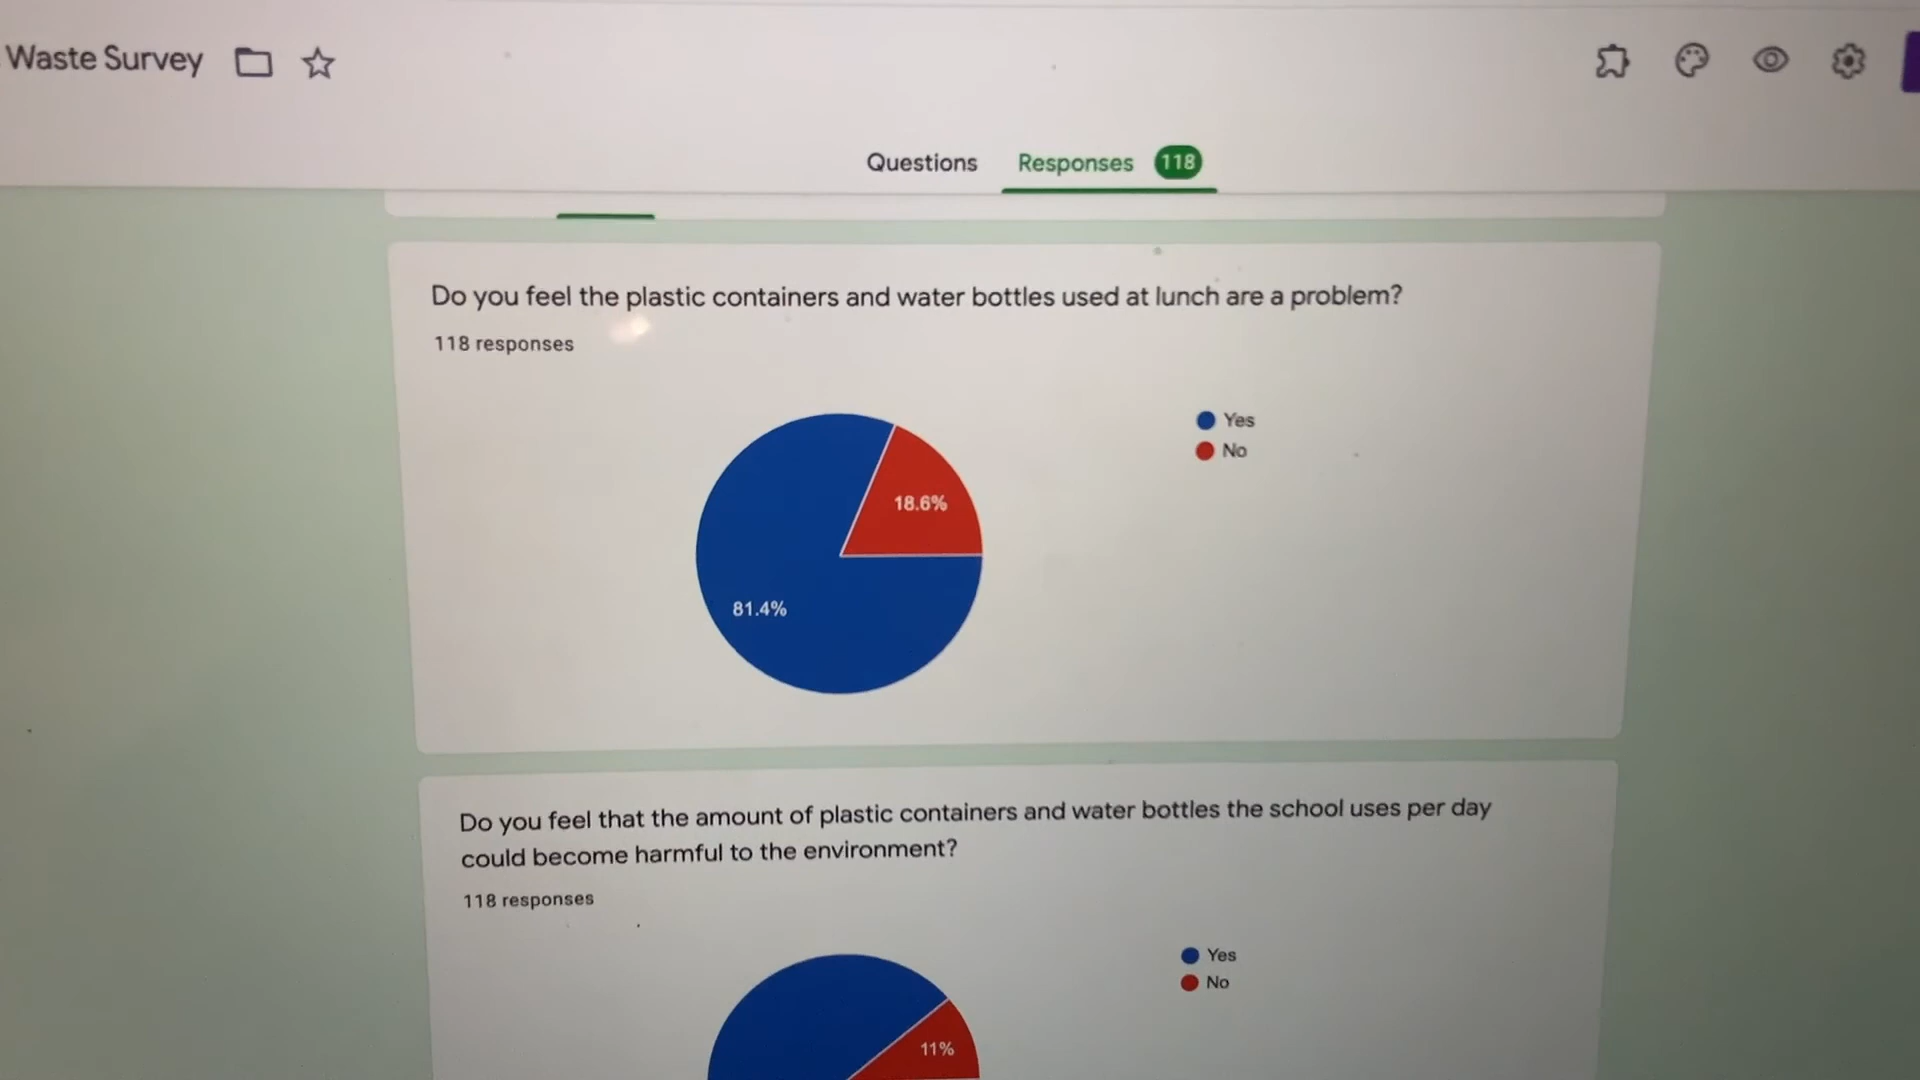 Waste Survey
Questions
Responses 118
Do you feel the plastic containers and water bottles used at lunch are a problem?
118 responses
Yes
No
18.6%
81.4%
Do you feel that the amount of plastic containers and water bottles the school uses per day
could become harmful to the environment?
118 responses
Yes
No
11%